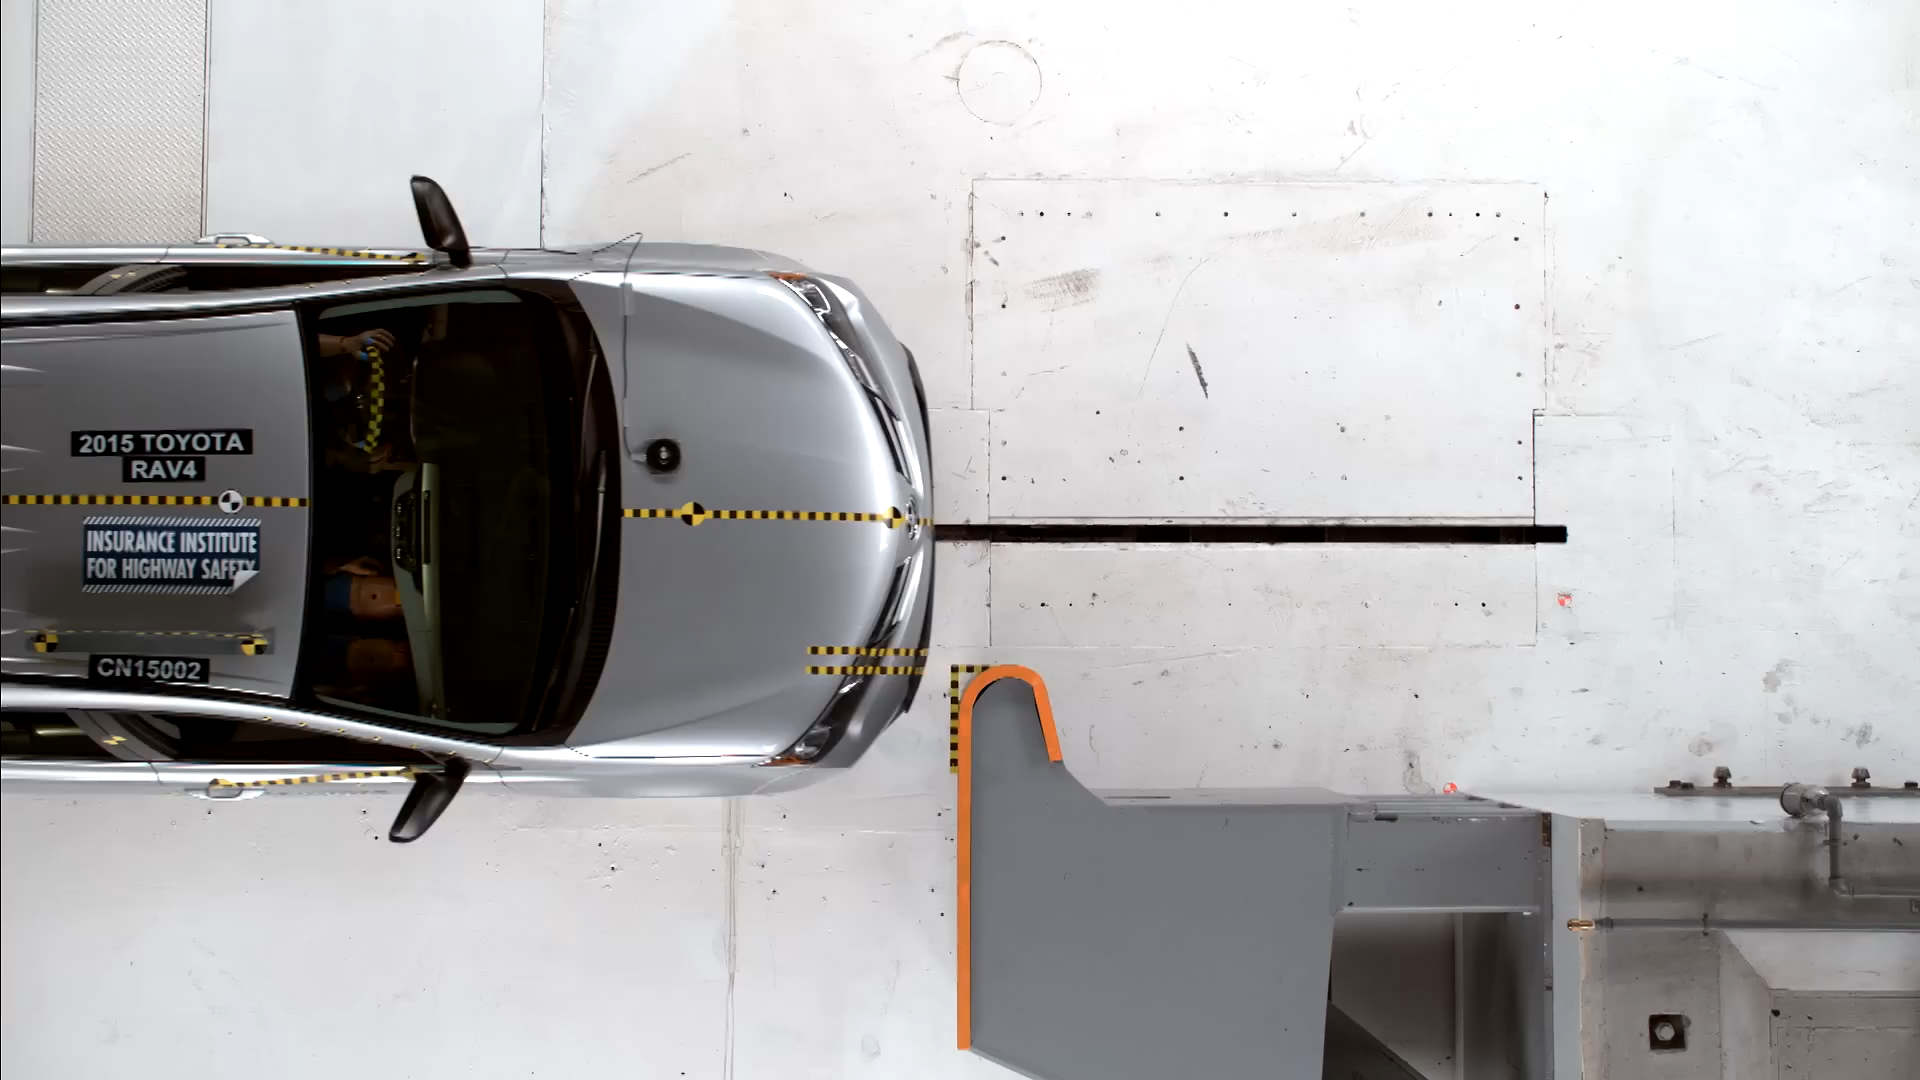 2015 TOYOTA
RAV4
INSURANCE INSTITUTE
FOR HIGHWAY SAFETY
CN15002